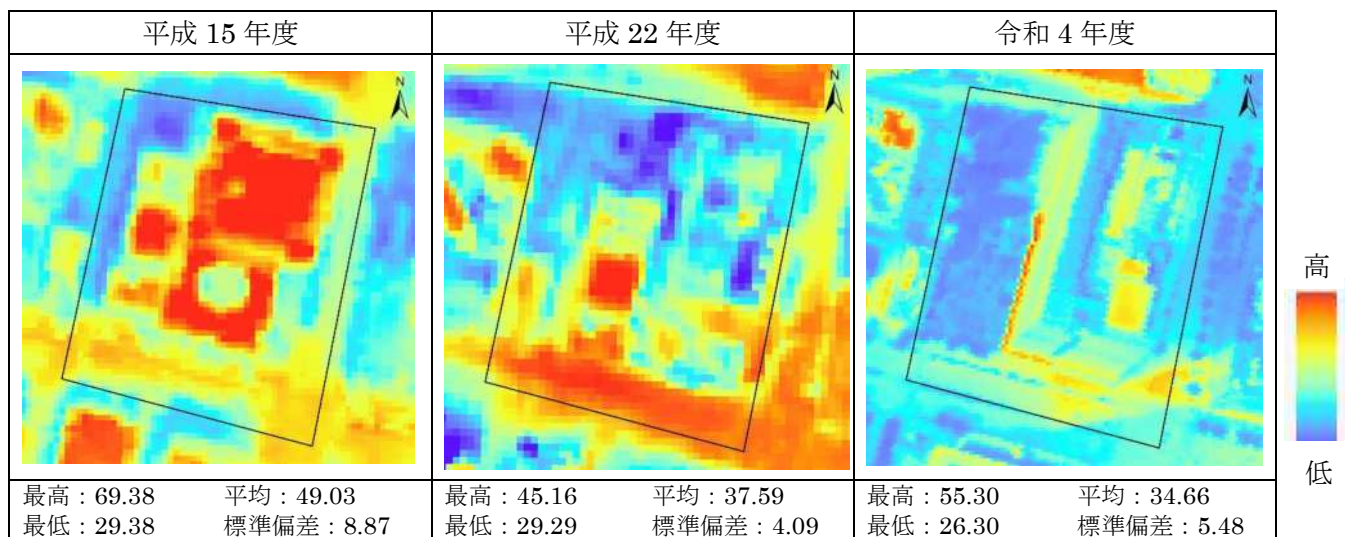 平成 15 年度
平成 22 年度
令和 4 年度
N
N
N
高
低
最高：69.38 平均：49.03
最低：29.38 標準偏差：8.87
最高：45.16 平均：37.59
最低：29.29 標準偏差：4.09
最高：55.30 平均：34.66
最低：26.30 標準偏差：5.48